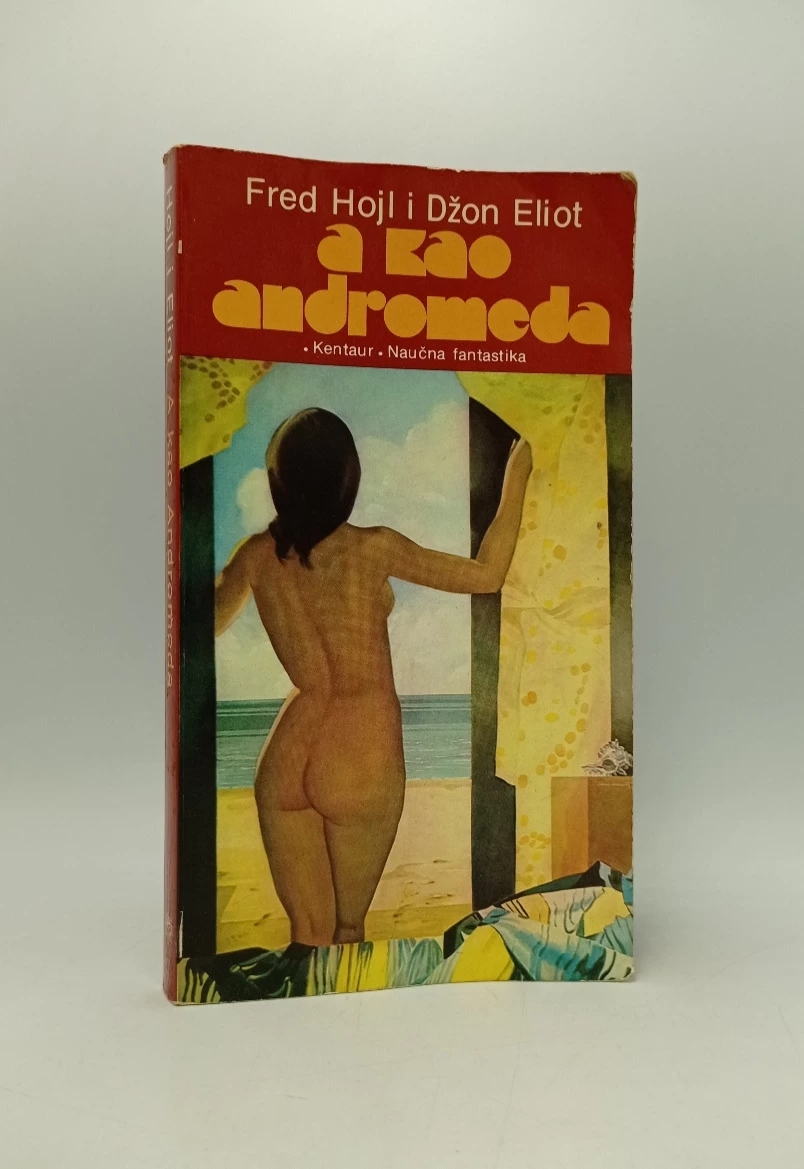 Fred Hojl i Džon Eliot
a kao
andromeda
• Kentaur • Naučna fantastika
Hojl i Eliot A kao Andromeda